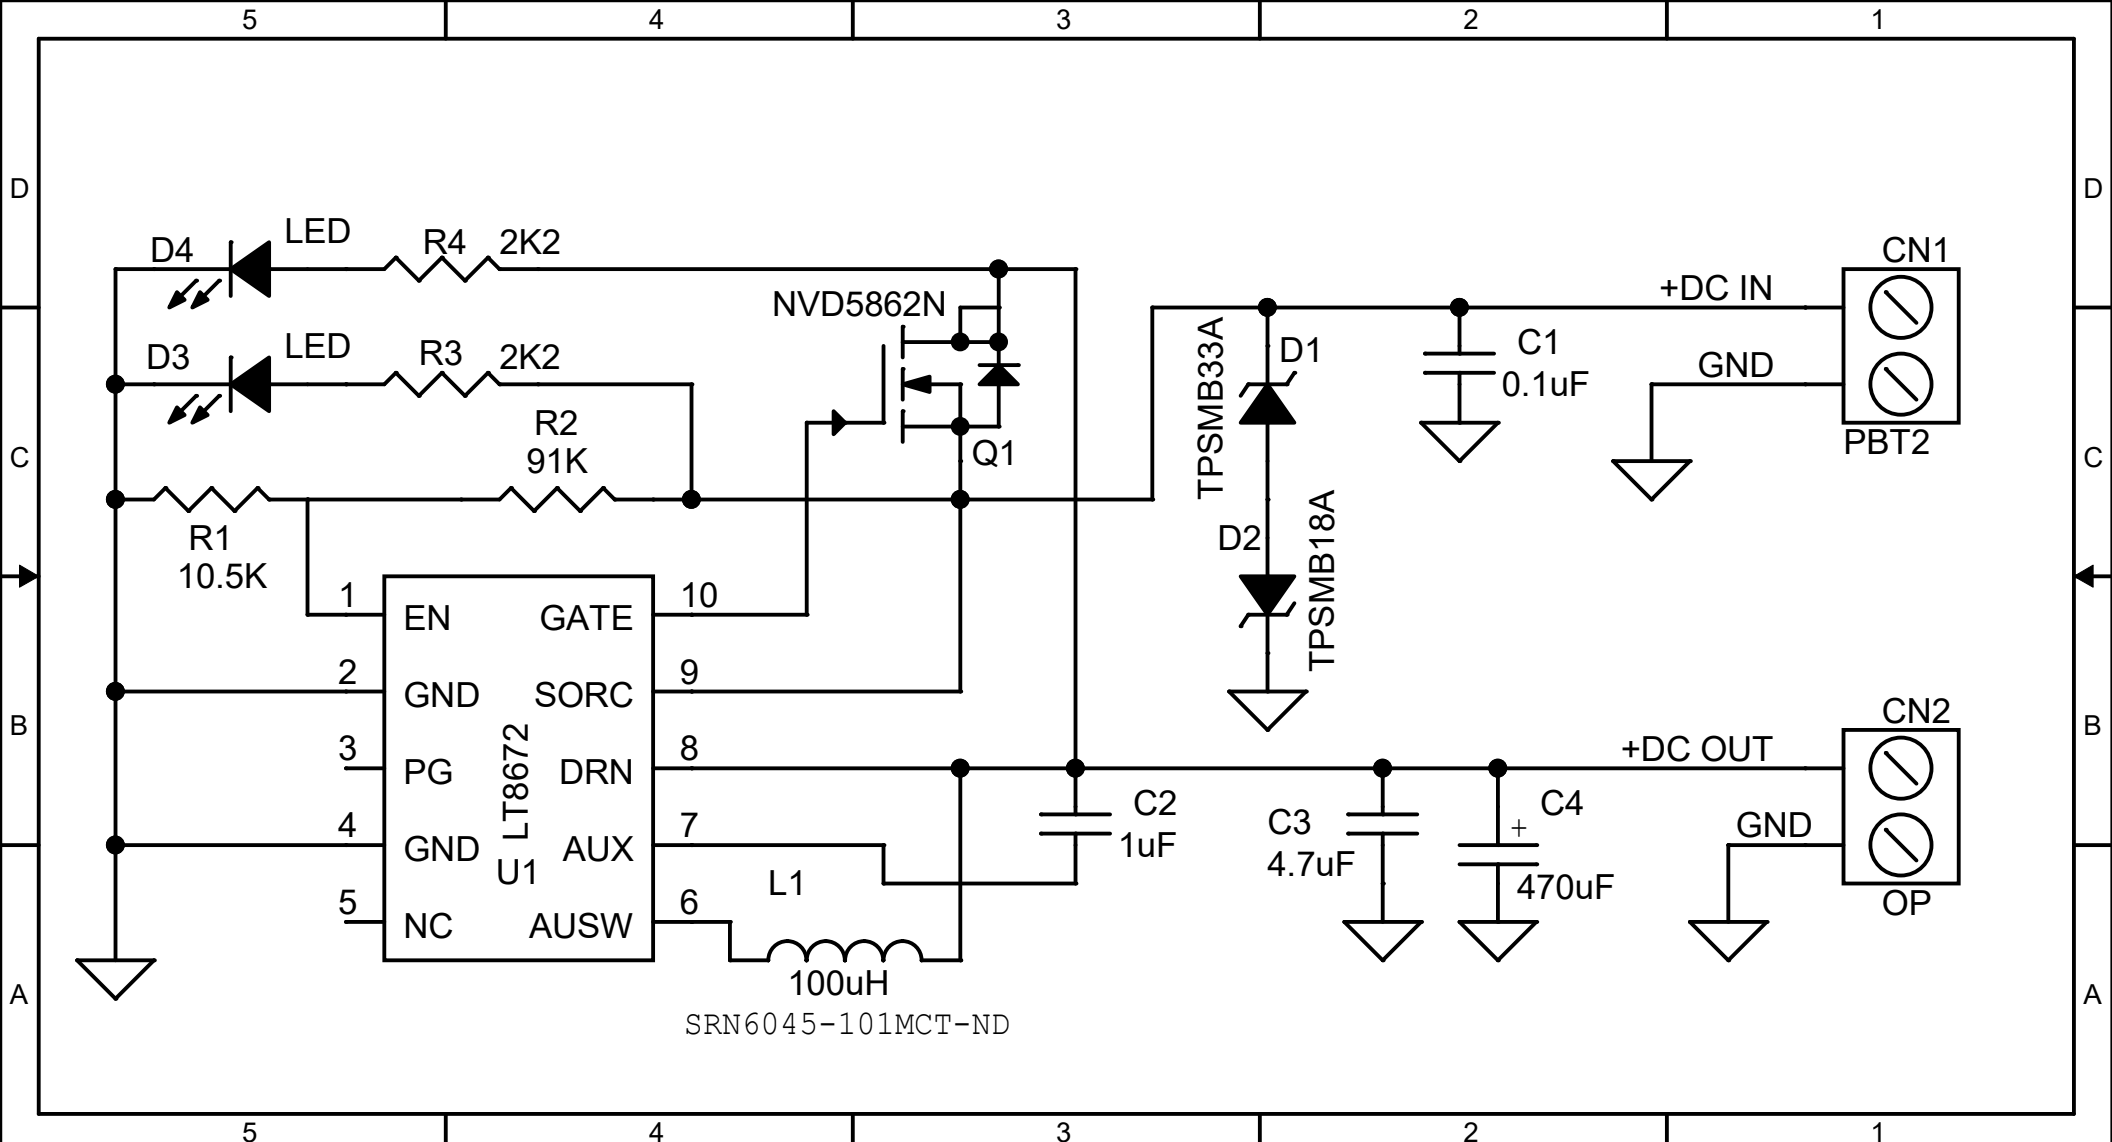 5 4 3 2 1
D D
D4 LED R4 2K2
CN1
NVD5862N
+DC IN
D3 LED R3 2K2
TPSMB33A
D1
C1
0.1uF
GND
PBT2
C C
R2
91K
Q1
R1
10.5K
D2
TPSMB18A
1 EN GATE 10
2 GND SORC 9
3 PG DRN 8
4 GND AUX 7
5 NC AUSW 6
LT8672
U1
B B
CN2
+DC OUT
C2
1uF
C3
4.7uF
+ C4
470uF
GND
OP
L1
100uH
SRN6045-101MCT-ND
A A
5 4 3 2 1